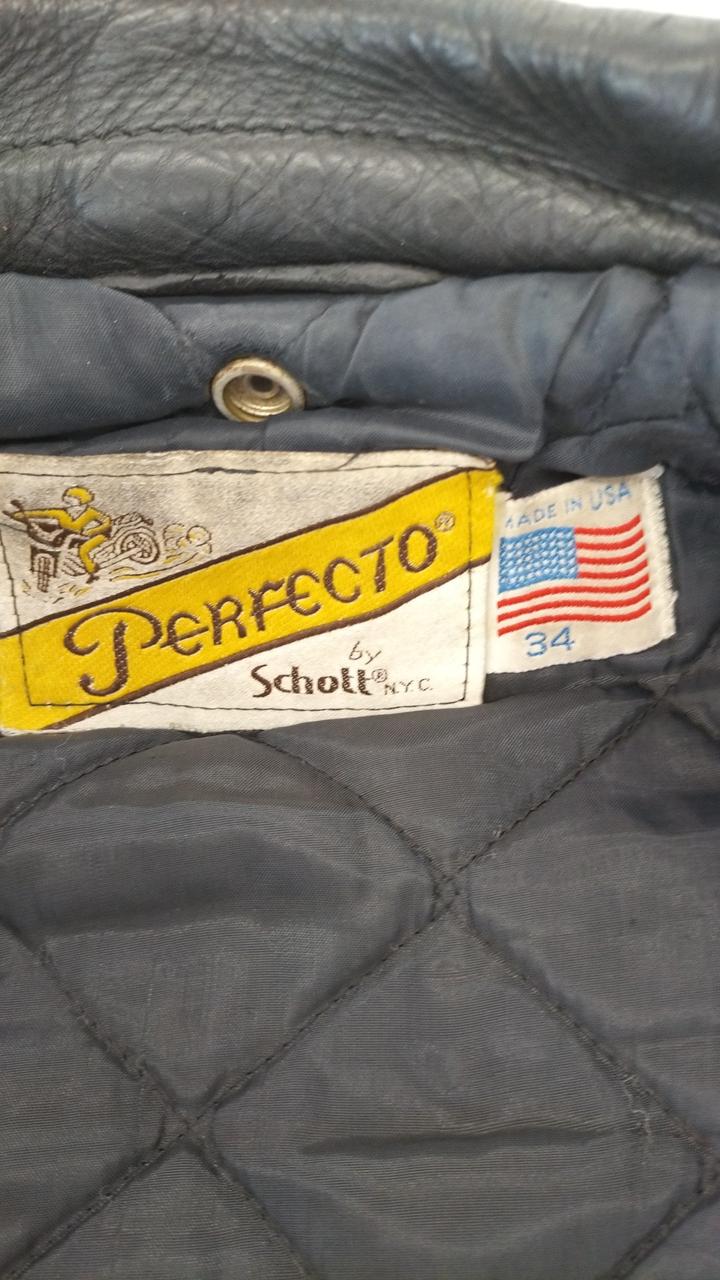 PERFECTO®
by
Schott® N.Y.C.
MADE IN USA
34